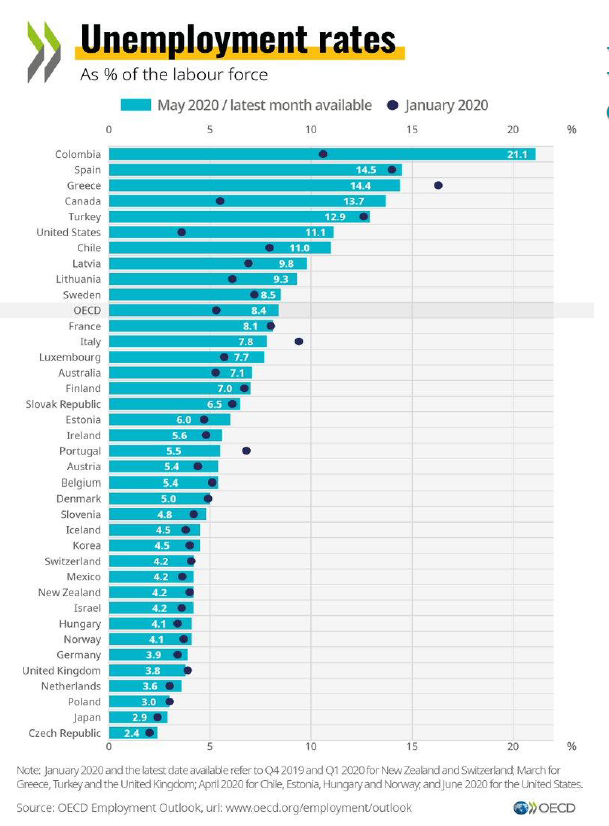 Unemployment rates
As % of the labour force
May 2020 / latest month available January 2020
0 5 10 15 20 %
Colombia 21.1
Spain 14.5
Greece 14.4
Canada 13.7
Turkey 12.9
United States 11.1
Chile 11.0
Latvia 9.8
Lithuania 9.3
Sweden 8.5
OECD 8.4
France 8.1
Italy 7.8
Luxembourg 7.7
Australia 7.1
Finland 7.0
Slovak Republic 6.5
Estonia 6.0
Ireland 5.6
Portugal 5.5
Austria 5.4
Belgium 5.4
Denmark 5.0
Slovenia 4.8
Iceland 4.5
Korea 4.5
Switzerland 4.2
Mexico 4.2
New Zealand 4.2
Israel 4.2
Hungary 4.1
Norway 4.1
Germany 3.9
United Kingdom 3.8
Netherlands 3.6
Poland 3.0
Japan 2.9
Czech Republic 2.4
0 5 10 15 20 %
Note: January 2020 and the latest date available refer to Q4 2019 and Q1 2020 for New Zealand and Switzerland; March for
Greece, Turkey and the United Kingdom; April 2020 for Chile, Estonia, Hungary and Norway; and June 2020 for the United States.
Source: OECD Employment Outlook, url: www.oecd.org/employment/outlook
OECD